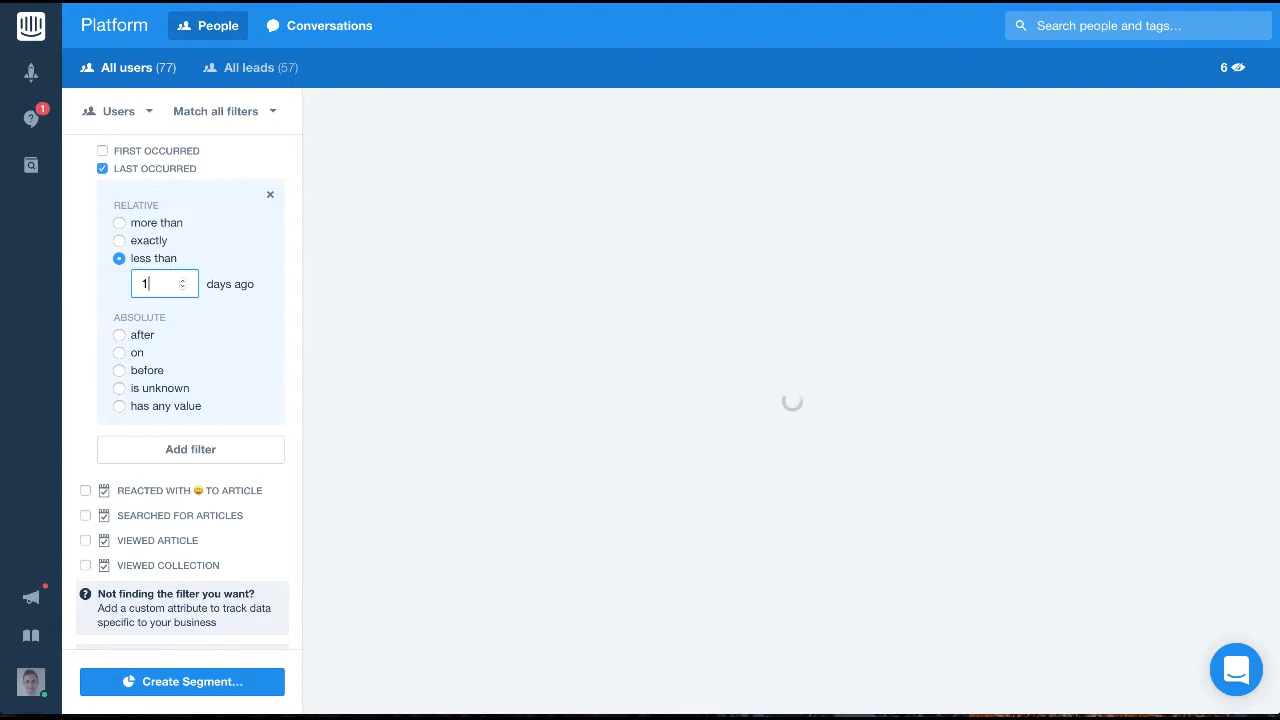 Platform
People
Conversations
Search people and tags…
All users (77)
All leads (57)
6
1
Users
Match all filters
FIRST OCCURRED
LAST OCCURRED
RELATIVE
more than
exactly
less than
1
days ago
ABSOLUTE
after
on
before
is unknown
has any value
Add filter
REACTED WITH 😀 TO ARTICLE
SEARCHED FOR ARTICLES
VIEWED ARTICLE
VIEWED COLLECTION
Not finding the filter you want?
Add a custom attribute to track data
specific to your business
Create Segment…